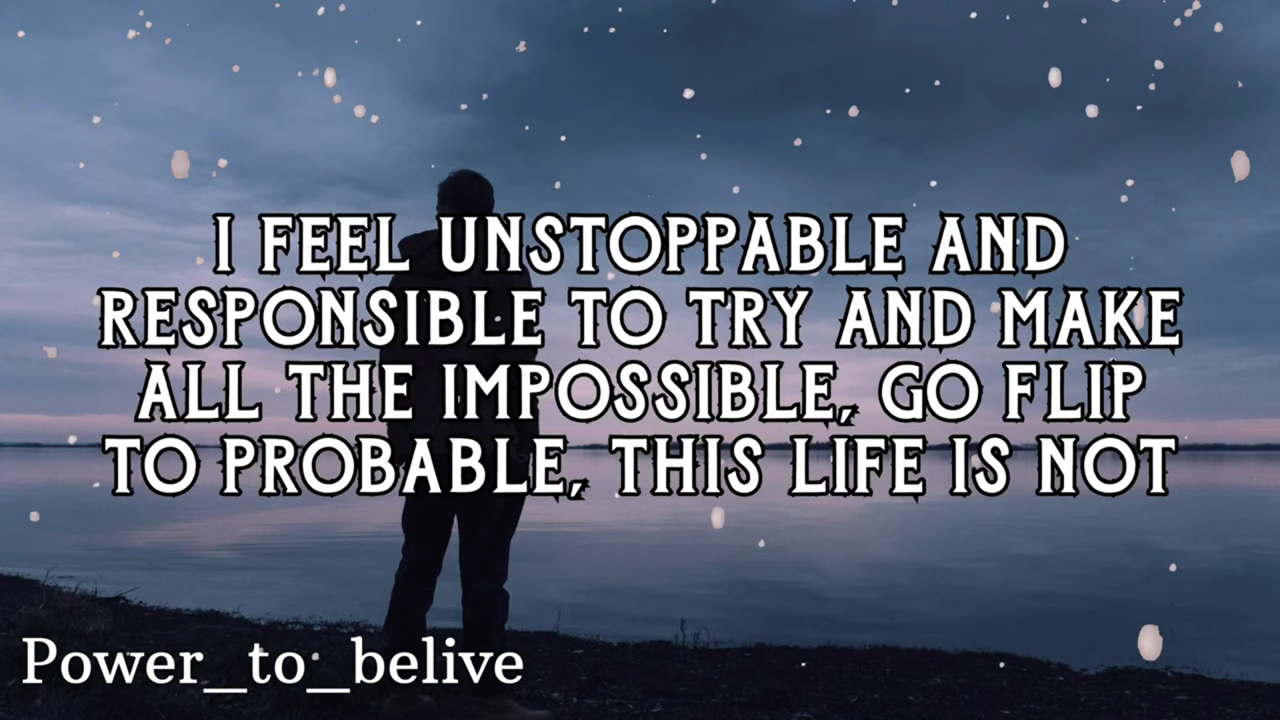 I FEEL UNSTOPPABLE AND
RESPONSIBLE TO TRY AND MAKE
ALL THE IMPOSSIBLE, GO FLIP
TO PROBABLE, THIS LIFE IS NOT
Power_to_belive